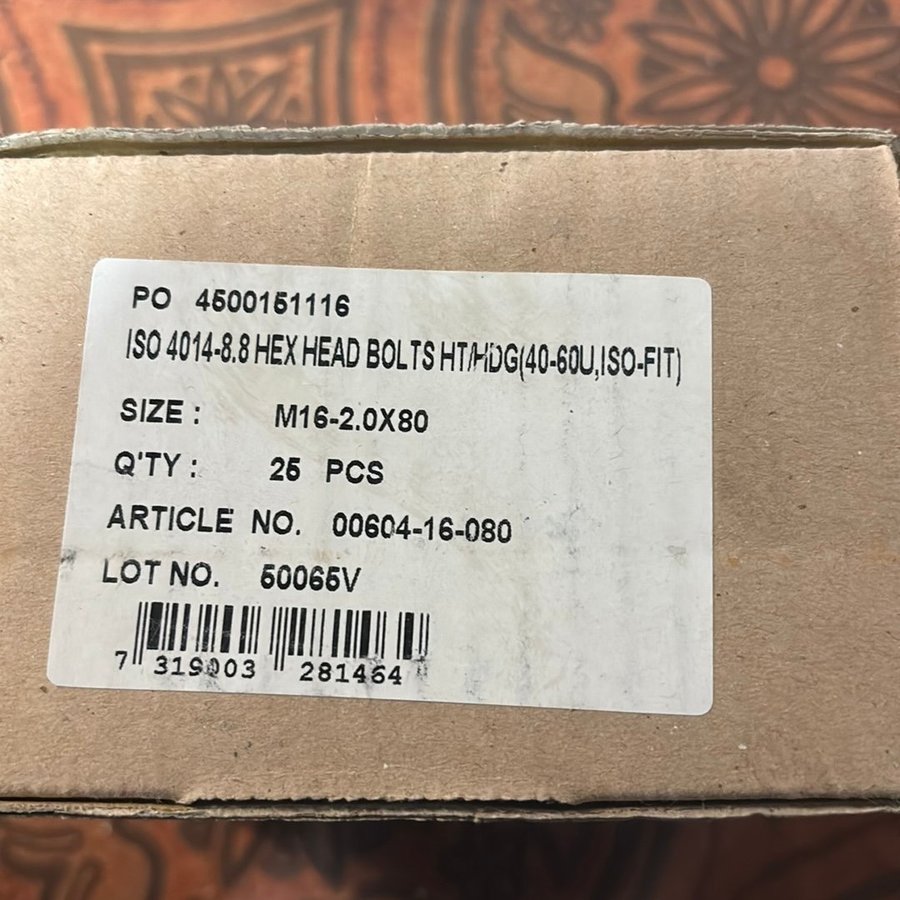 PO 4500151116
ISO 4014-8.8 HEX HEAD BOLTS HT/HDG(40-60U,ISO-FIT)
SIZE : M16-2.0X80
Q'TY : 25 PCS
ARTICLE NO. 00604-16-080
LOT NO. 50065V
7 319003 281464